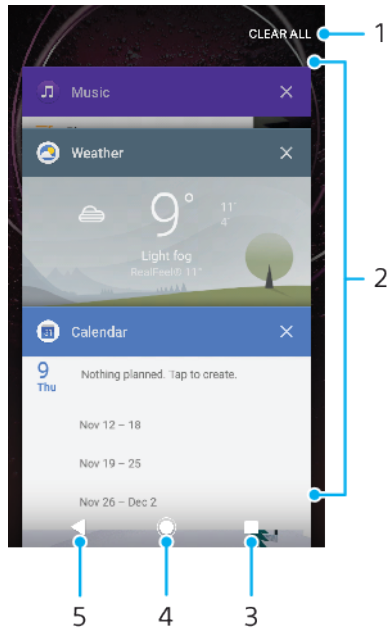 CLEAR ALL
1
Music
Weather
9°
11°
4°
Light fog
RealFeel® 11°
2
31
Calendar
9
Thu
Nothing planned. Tap to create.
Nov 12 – 18
Nov 19 – 25
Nov 26 – Dec 2
5
4
3